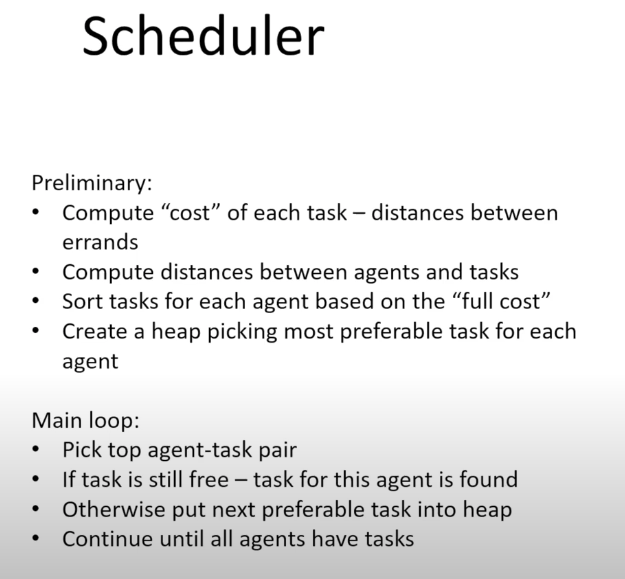 Scheduler
Preliminary:
• Compute “cost” of each task – distances between
errands
• Compute distances between agents and tasks
• Sort tasks for each agent based on the “full cost”
• Create a heap picking most preferable task for each
agent
Main loop:
• Pick top agent-task pair
• If task is still free – task for this agent is found
• Otherwise put next preferable task into heap
• Continue until all agents have tasks